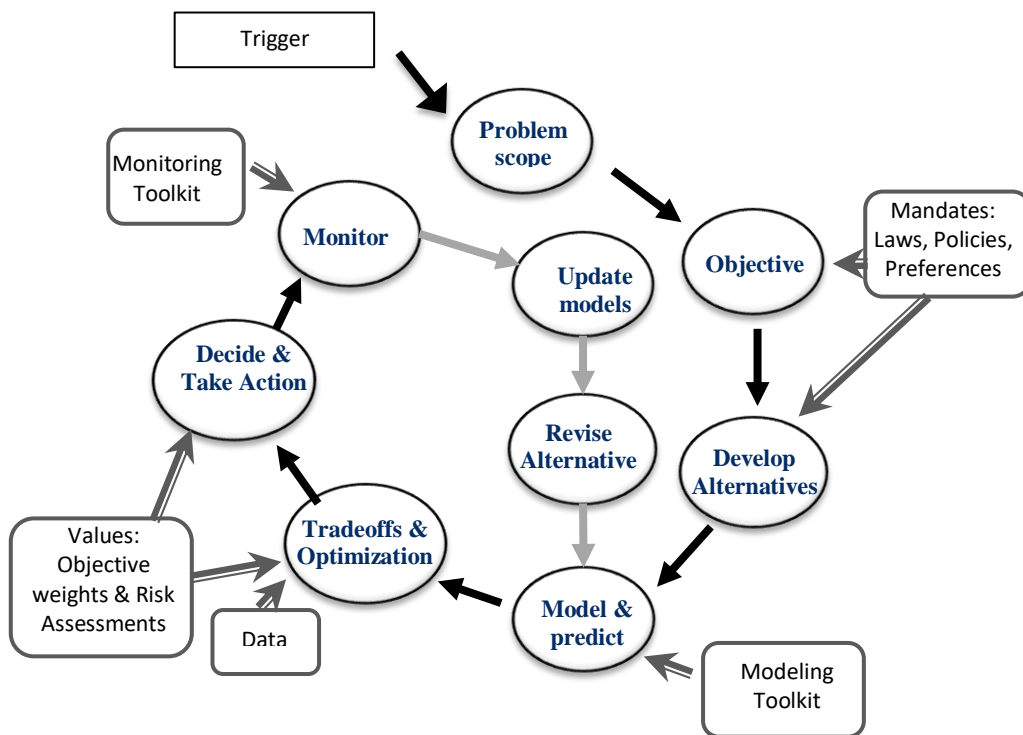 Trigger
Problem
scope
Monitoring
Toolkit
Monitor
Mandates:
Laws, Policies,
Preferences
Objective
Update
models
Decide &
Take Action
Revise
Alternative
Develop
Alternatives
Tradeoffs &
Optimization
Values:
Objective
weights & Risk
Assessments
Data
Model &
predict
Modeling
Toolkit